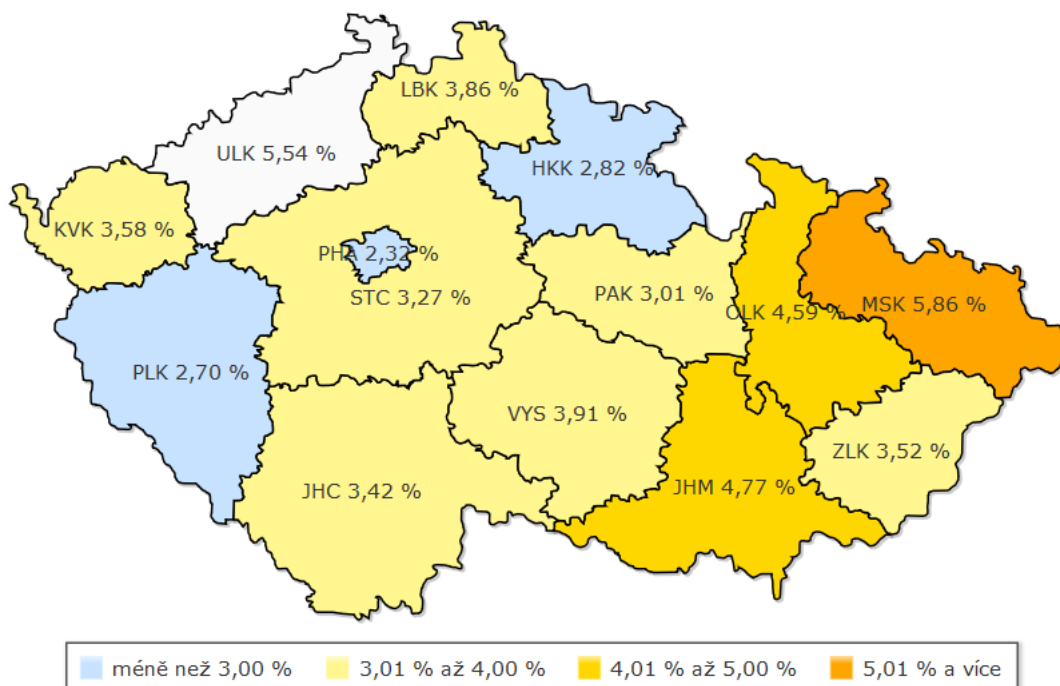 LBK 3,86 %
ULK 5,54 %
HKK 2,82 %
KVK 3,58 %
PHA 2,32 %
STC 3,27 %
PAK 3,01 %
OLK 4,59 %
MSK 5,86 %
PLK 2,70 %
VYS 3,91 %
ZLK 3,52 %
JHC 3,42 %
JHM 4,77 %
méně než 3,00 % 3,01 % až 4,00 % 4,01 % až 5,00 % 5,01 % a více